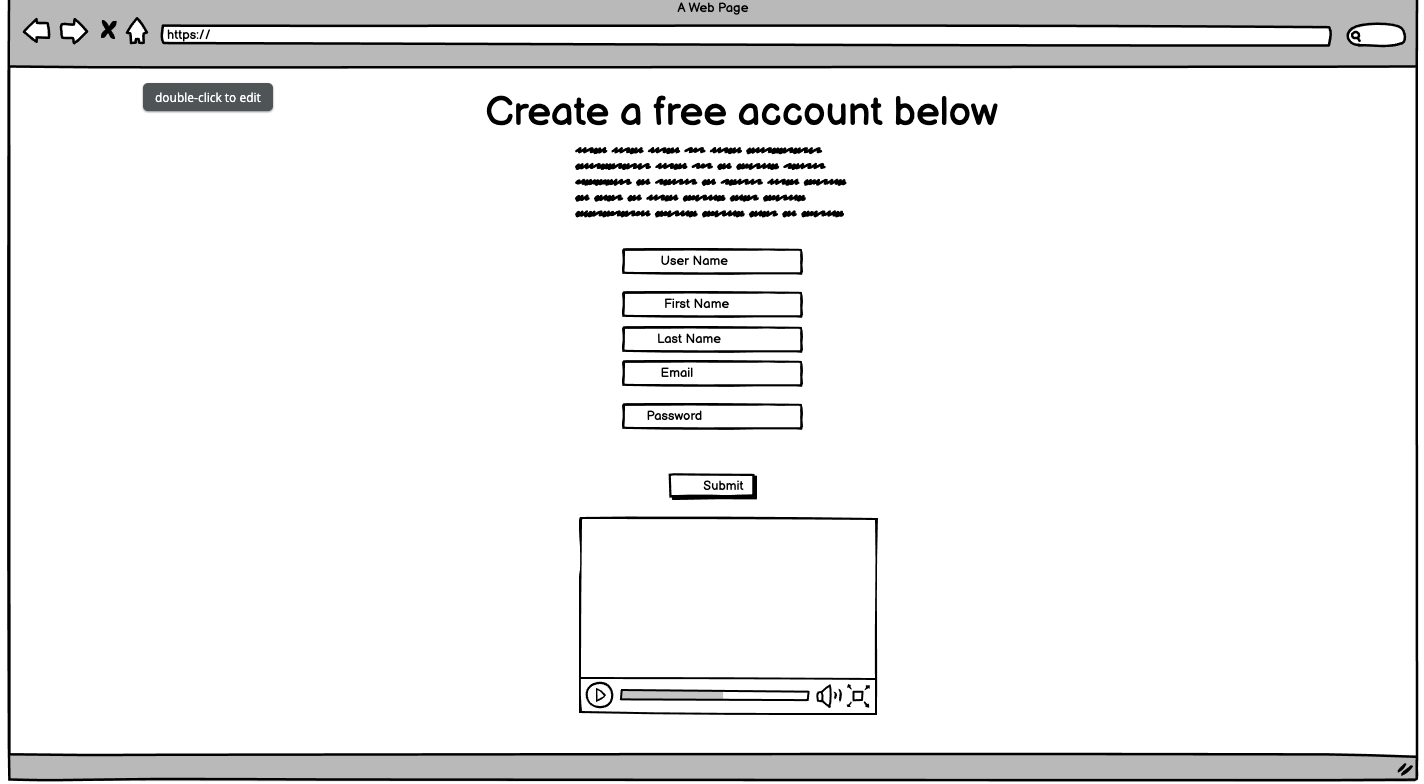 A Web Page
https://
double-click to edit
Create a free account below
User Name
First Name
Last Name
Email
Password
Submit